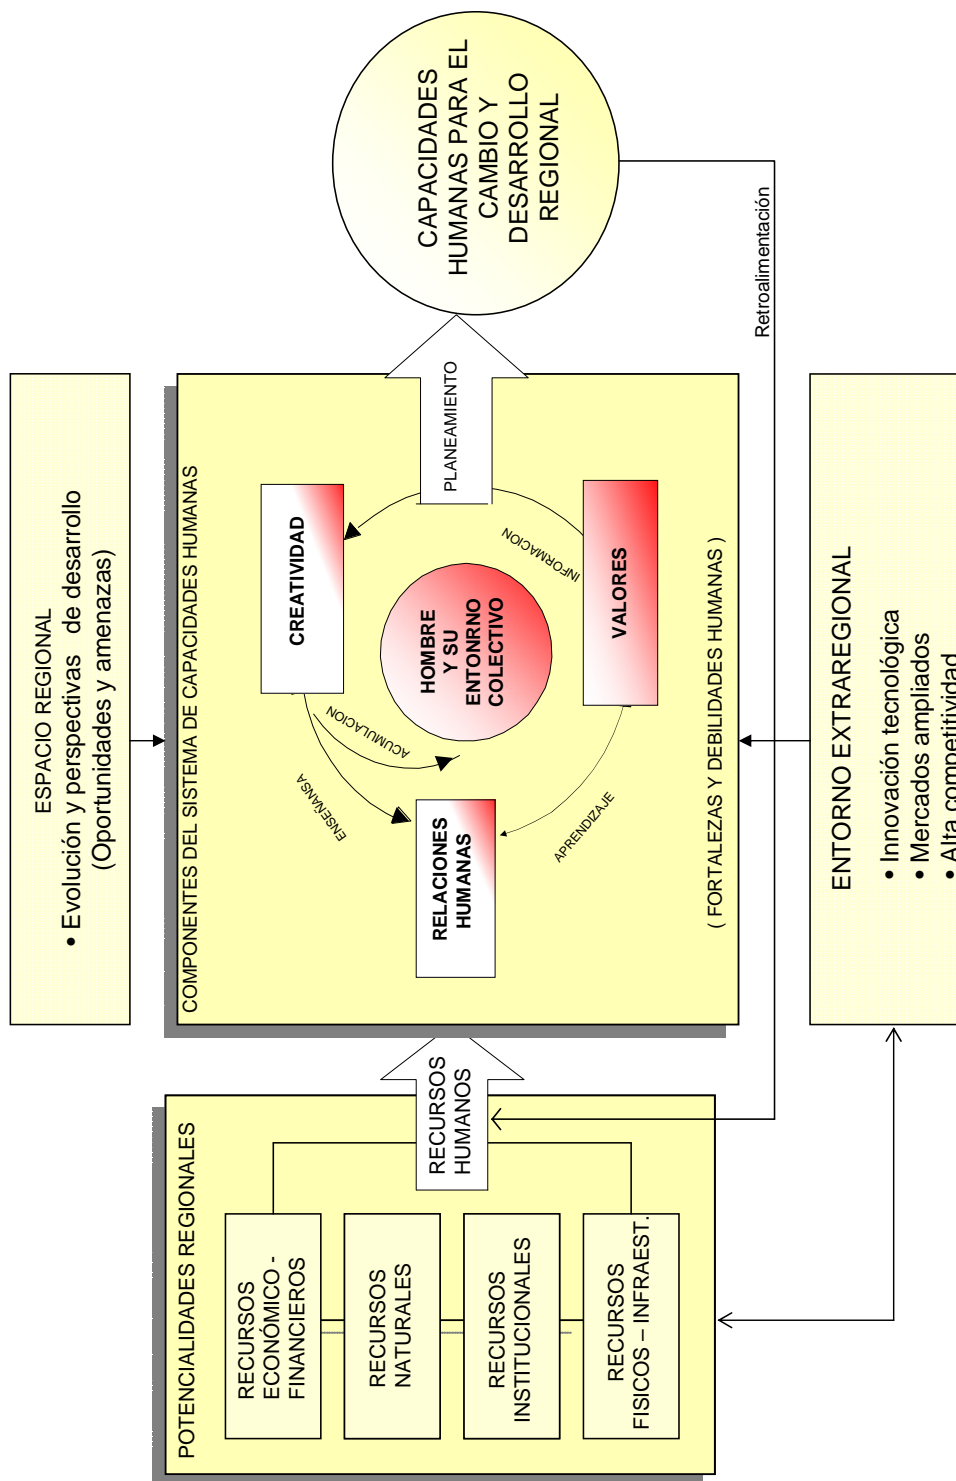 ESPACIO REGIONAL
• Evolución y perspectivas de desarrollo
(Oportunidades y amenazas)
POTENCIALIDADES REGIONALES
RECURSOS
ECONÓMICO -
FINANCIEROS
RECURSOS
NATURALES
RECURSOS
INSTITUCIONALES
RECURSOS
FISICOS – INFRAEST.
RECURSOS
HUMANOS
COMPONENTES DEL SISTEMA DE CAPACIDADES HUMANAS
CREATIVIDAD
ENSEÑANSA
ACUMULACION
RELACIONES
HUMANAS
HOMBRE
Y SU
ENTONRNO
COLECTIVO
INFORMACION
APRENDIZAJE
VALORES
( FORTALEZAS Y DEBILIDADES HUMANAS )
PLANEAMIENTO
CAPACIDADES
HUMANAS PARA EL
CAMBIO Y
DESARROLLO
REGIONAL
Retroalimentación
ENTORNO EXTRAREGIONAL
• Innovación tecnológica
• Mercados ampliados
• Alta competitividad